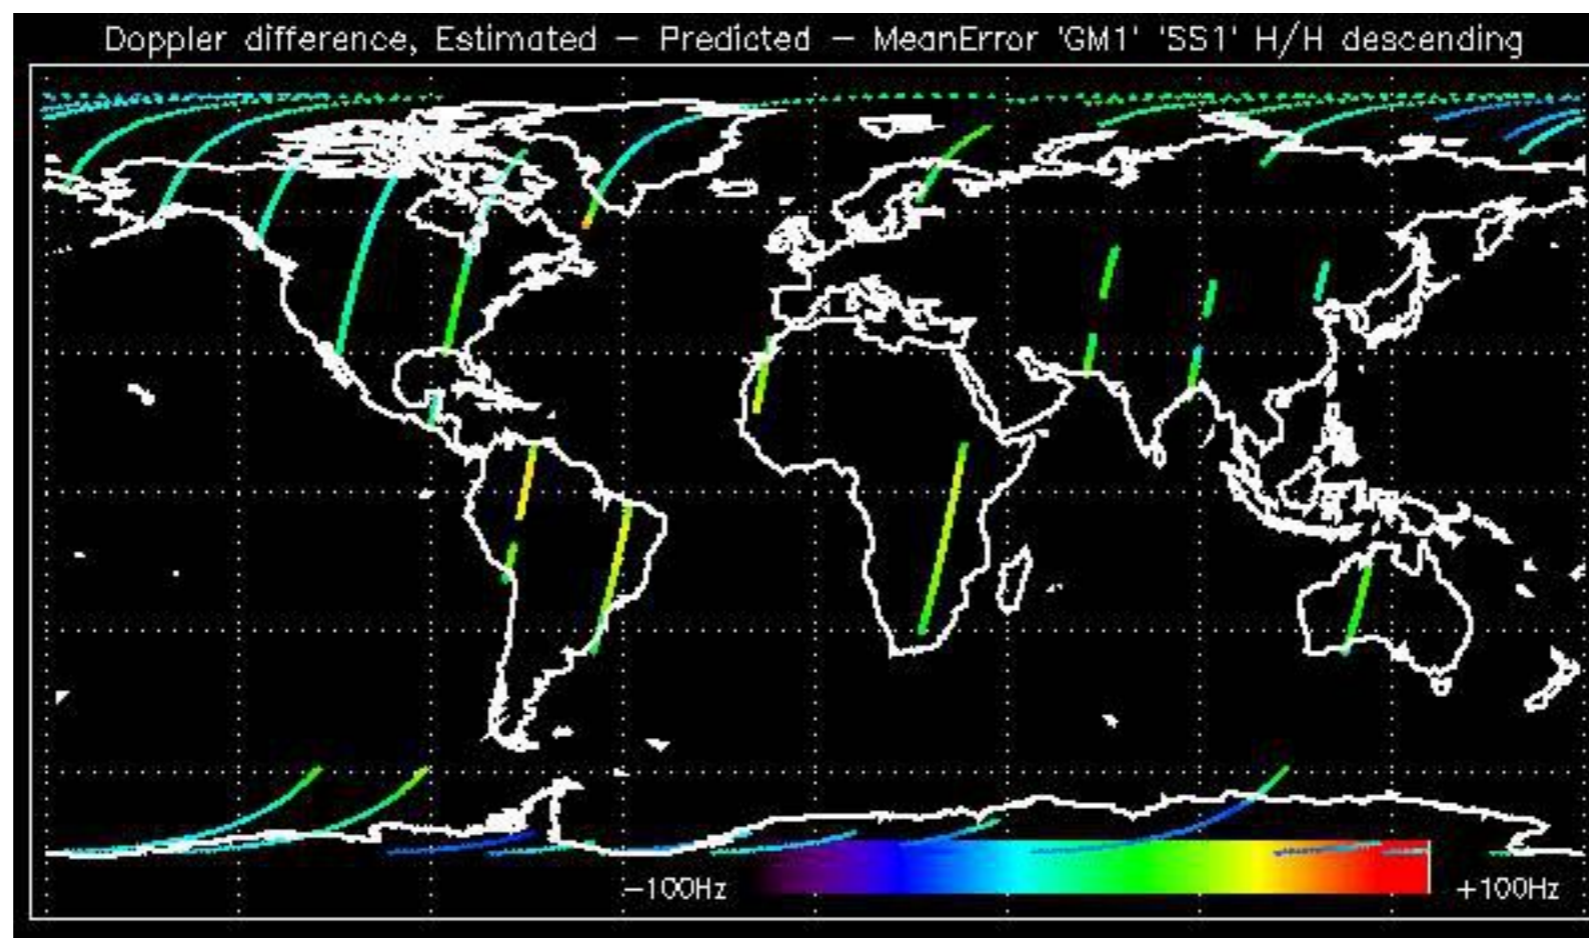 Doppler difference, Estimated - Predicted - MeanError 'GM1' 'SS1' H/H descending
-100Hz
+100Hz